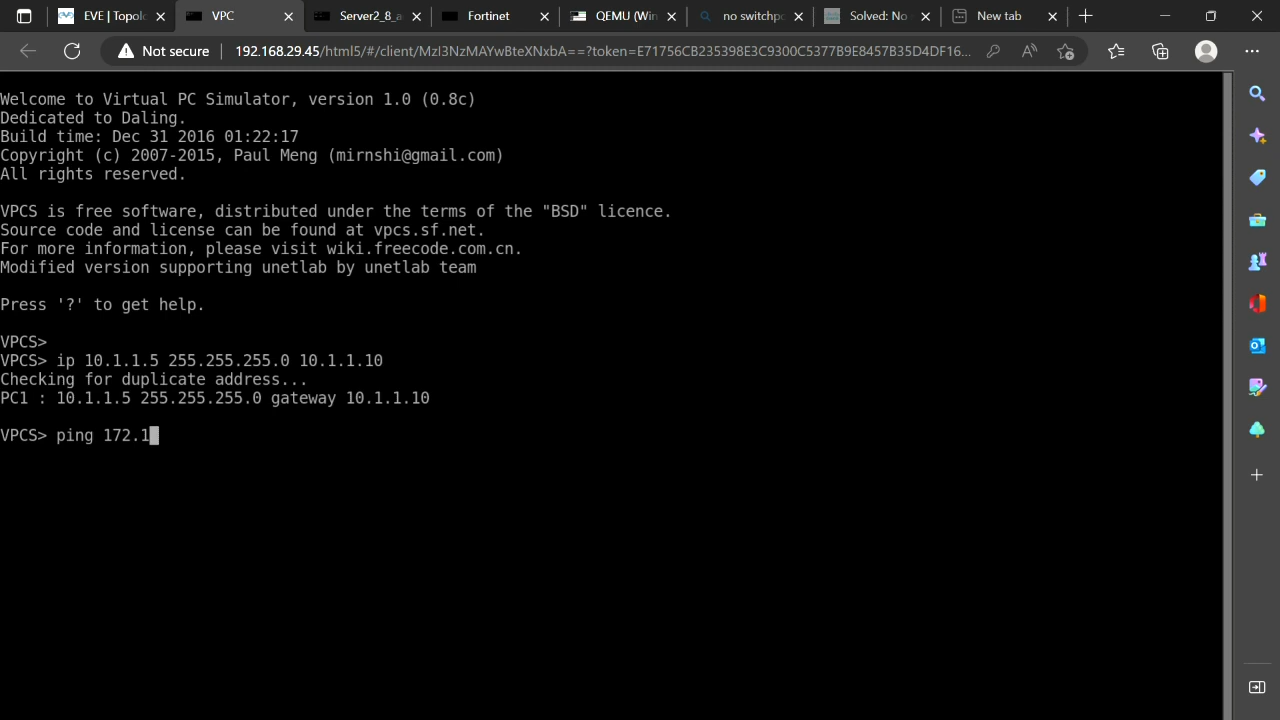 EVE | Topolo
VPC
Server2_8_a
Fortinet
QEMU (Win
no switchpo
Solved: No
New tab
Not secure
192.168.29.45/html5/#/client/MzI3NzMAYwBteXNxbA==?token=E71756CB235398E3C9300C5377B9E8457B35D4DF16...
Welcome to Virtual PC Simulator, version 1.0 (0.8c)
Dedicated to Daling.
Build time: Dec 31 2016 01:22:17
Copyright (c) 2007-2015, Paul Meng (mirnshi@gmail.com)
All rights reserved.
VPCS is free software, distributed under the terms of the "BSD" licence.
Source code and license can be found at vpcs.sf.net.
For more information, please visit wiki.freecode.com.cn.
Modified version supporting unetlab by unetlab team
Press '?' to get help.
VPCS>
VPCS> ip 10.1.1.5 255.255.255.0 10.1.1.10
Checking for duplicate address...
PC1 : 10.1.1.5 255.255.255.0 gateway 10.1.1.10
VPCS> ping 172.1